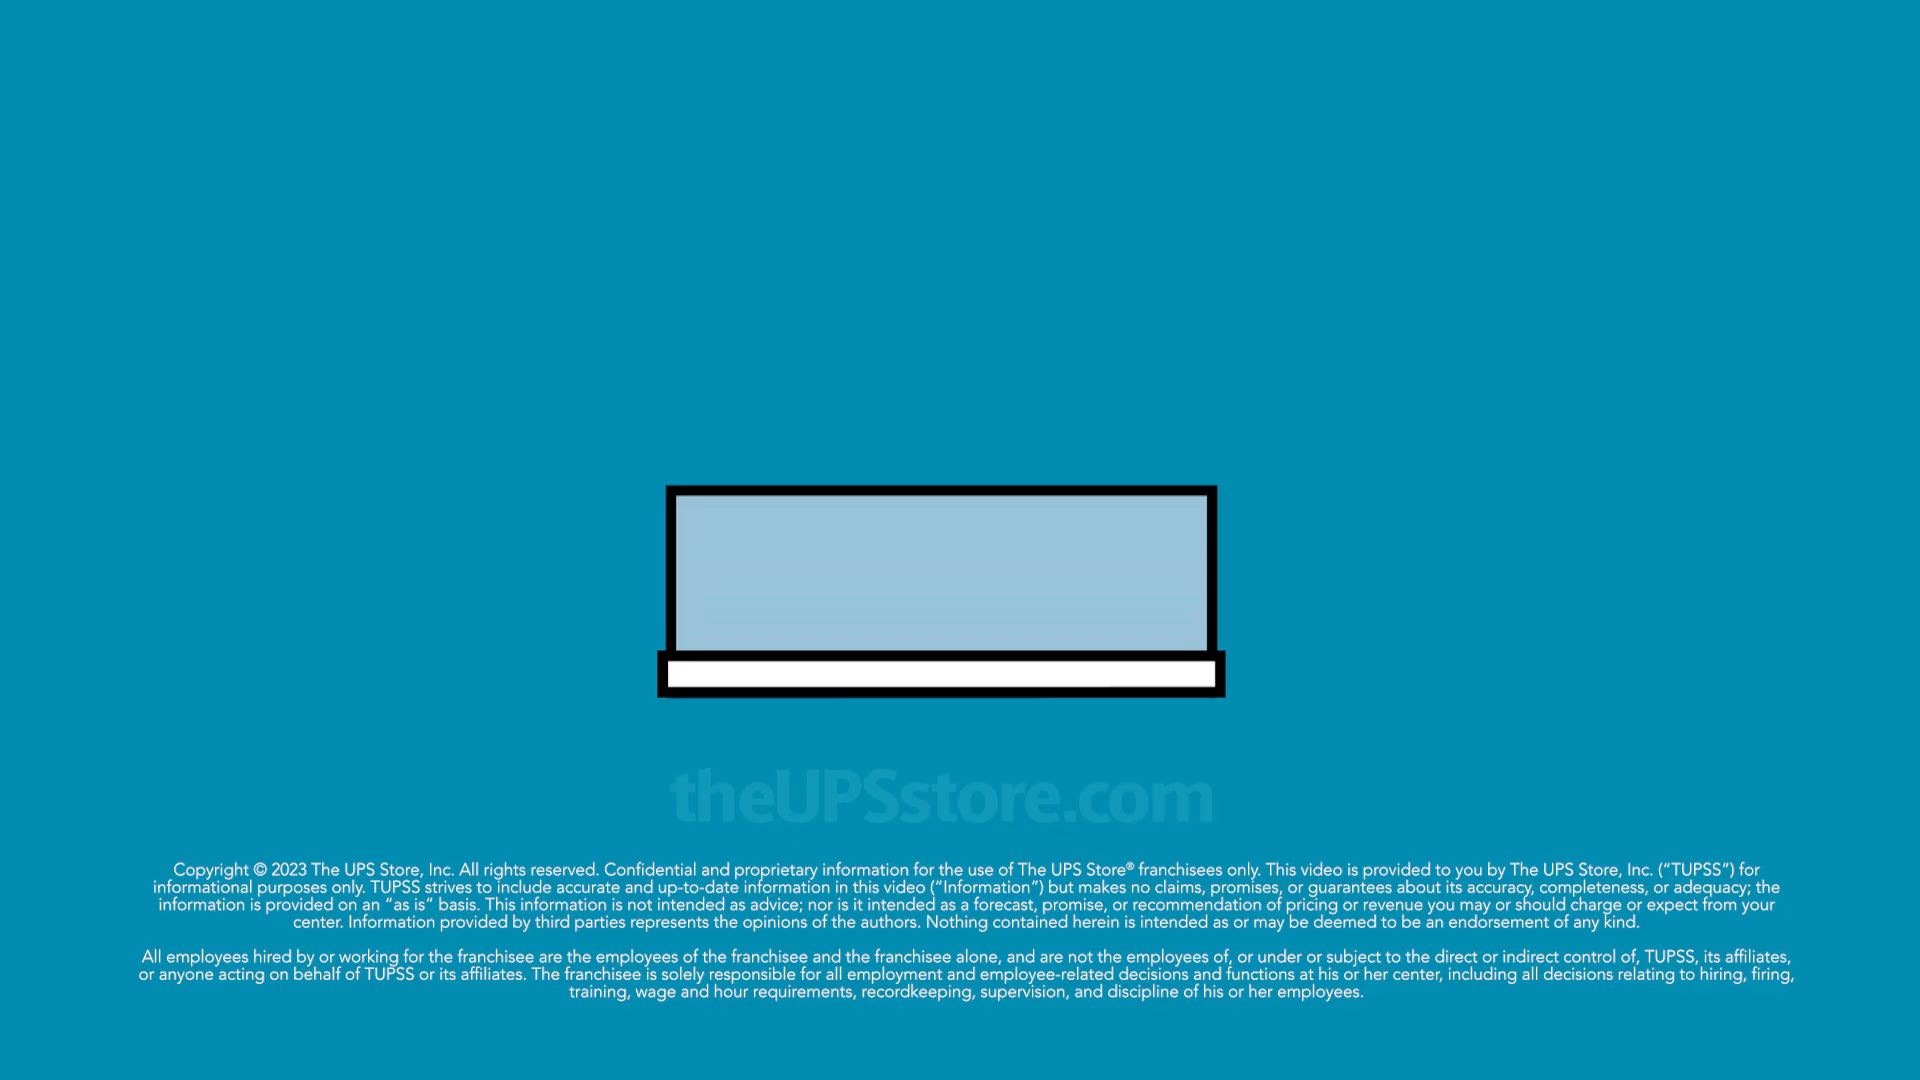 theUPSstore.com
Copyright © 2023 The UPS Store, Inc. All rights reserved. Confidential and proprietary information for the use of The UPS Store® franchisees only. This video is provided to you by The UPS Store, Inc. (“TUPSS”) for
informational purposes only. TUPSS strives to include accurate and up-to-date information in this video (“Information”) but makes no claims, promises, or guarantees about its accuracy, completeness, or adequacy; the
information is provided on an “as is” basis. This information is not intended as advice; nor is it intended as a forecast, promise, or recommendation of pricing or revenue you may or should charge or expect from your
center. Information provided by third parties represents the opinions of the authors. Nothing contained herein is intended as or may be deemed to be an endorsement of any kind.
All employees hired by or working for the franchisee are the employees of the franchisee and the franchisee alone, and are not the employees of, or under or subject to the direct or indirect control of, TUPSS, its affiliates,
or anyone acting on behalf of TUPSS or its affiliates. The franchisee is solely responsible for all employment and employee-related decisions and functions at his or her center, including all decisions relating to hiring, firing,
training, wage and hour requirements, recordkeeping, supervision, and discipline of his or her employees.